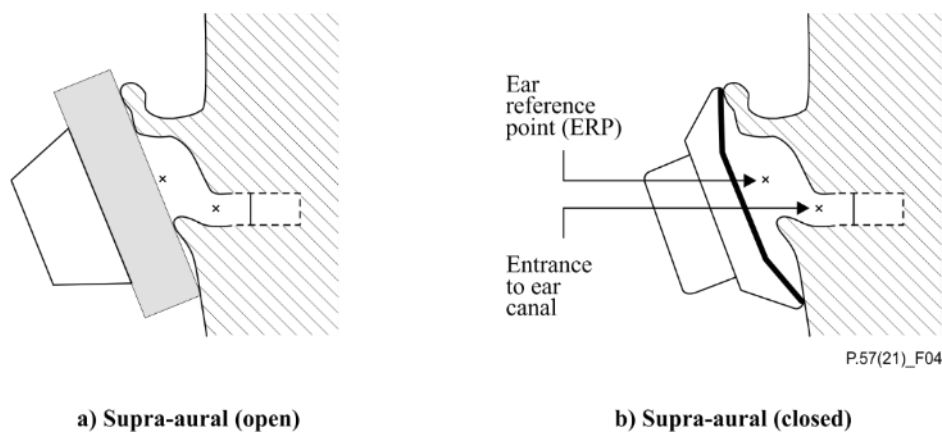 Ear
reference
point (ERP)
Entrance
to ear
canal
P.57(21)_F04
a) Supra-aural (open)
b) Supra-aural (closed)